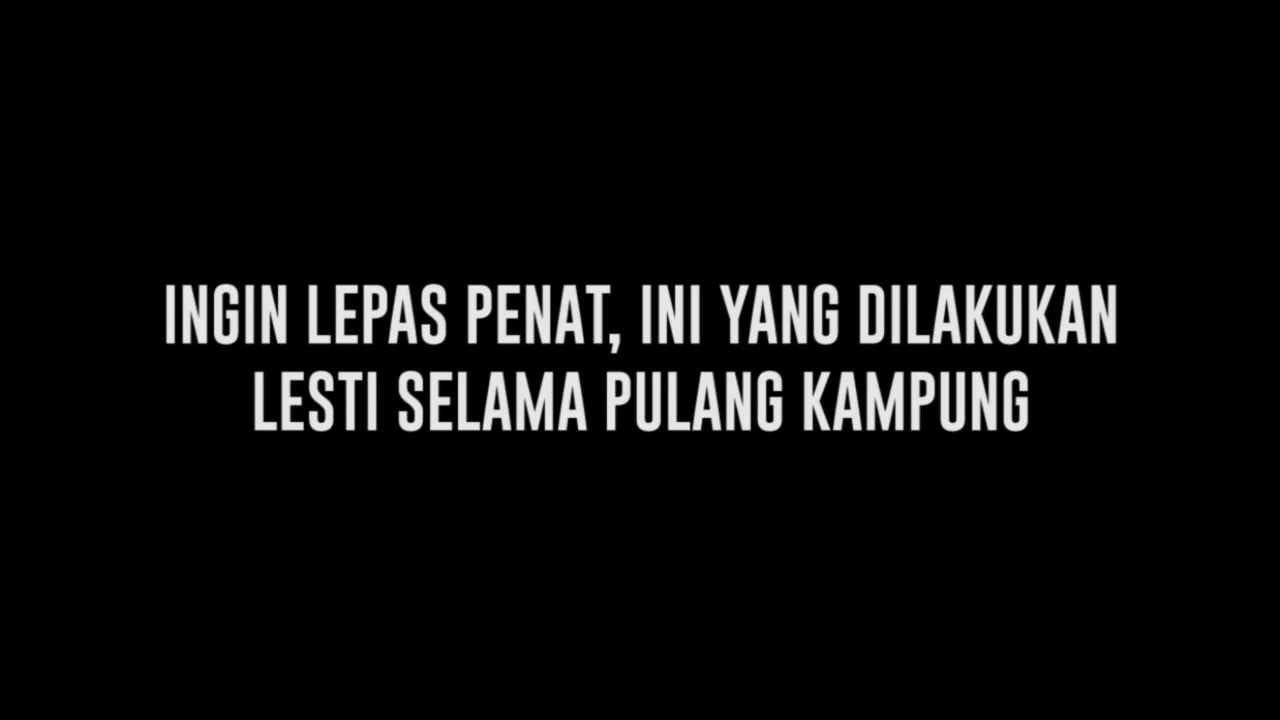 INGIN LEPAS PENAT, INI YANG DILAKUKAN
LESTI SELAMA PULANG KAMPUNG